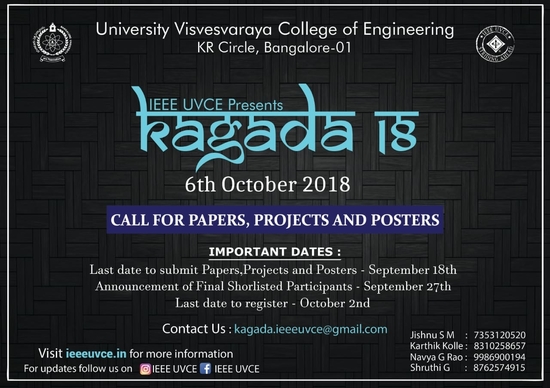 University Visvesvaraya College of Engineering
KR Circle, Bangalore-01
IEEE UVCE Presents
kagada 18
6th October 2018
CALL FOR PAPERS, PROJECTS AND POSTERS
IMPORTANT DATES :
Last date to submit Papers,Projects and Posters - September 18th
Announcement of Final Shorlisted Participants - September 27th
Last date to register - October 2nd
Contact Us : kagada.ieeeuvce@gmail.com
Visit ieeeuvce.in for more information
For updates follow us on IEEE UVCE IEEE UVCE
Jishnu S M : 7353120520
Karthik Kolle : 8310258657
Navya G Rao : 9986900194
Shruthi G : 8762574915